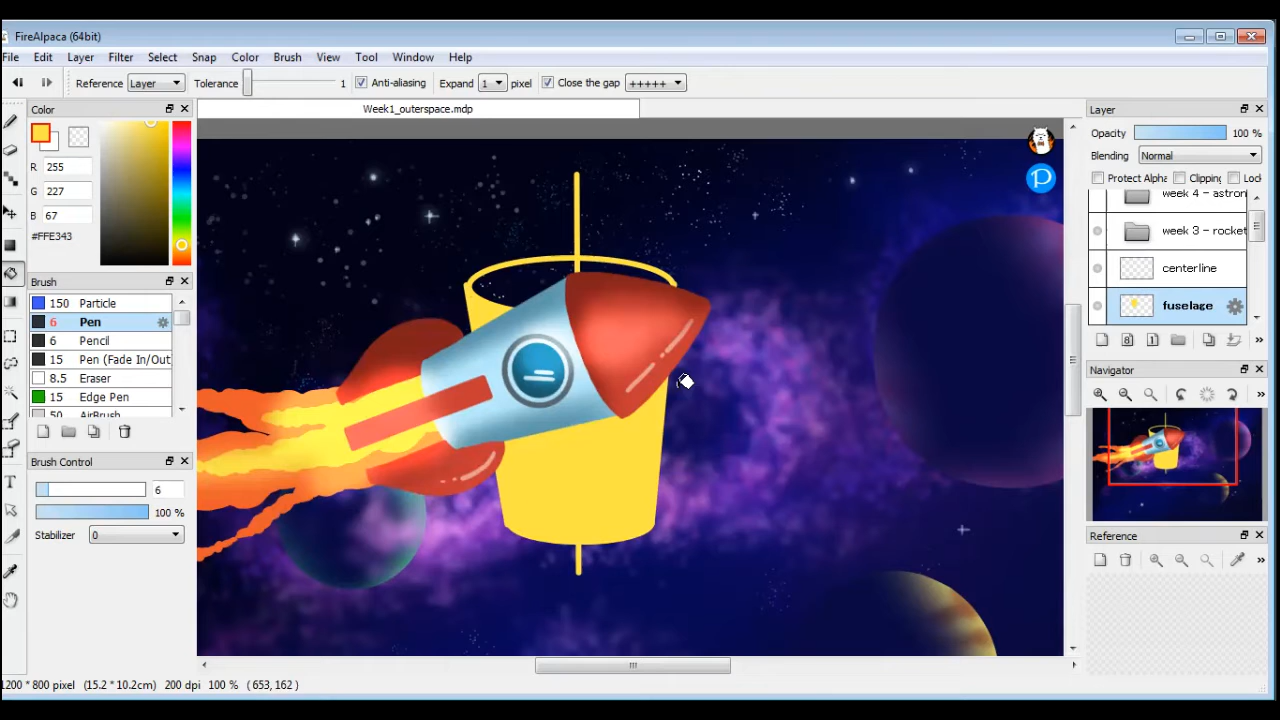 FireAlpaca (64bit)
File Edit Layer Filter Select Snap Color Brush View Tool Window Help
Reference Layer Tolerance 1 Anti-aliasing Expand 1 pixel Close the gap +++++
Color
Week1_outerspace.mdp
Layer
R 255
G 227
B 67
#FFE343
Opacity 100 %
Blending Normal
Protect Alpha Clipping Loc
week 4 - astron
week 3 - rocket
centerline
fuselage
Brush
150 Particle
6 Pen
6 Pencil
15 Pen (Fade In/Out
8.5 Eraser
15 Edge Pen
50 AirBrush
Navigator
Brush Control
6
100 %
Stabilizer 0
Reference
1200 * 800 pixel (15.2 * 10.2cm) 200 dpi 100 % ( 653, 162 )